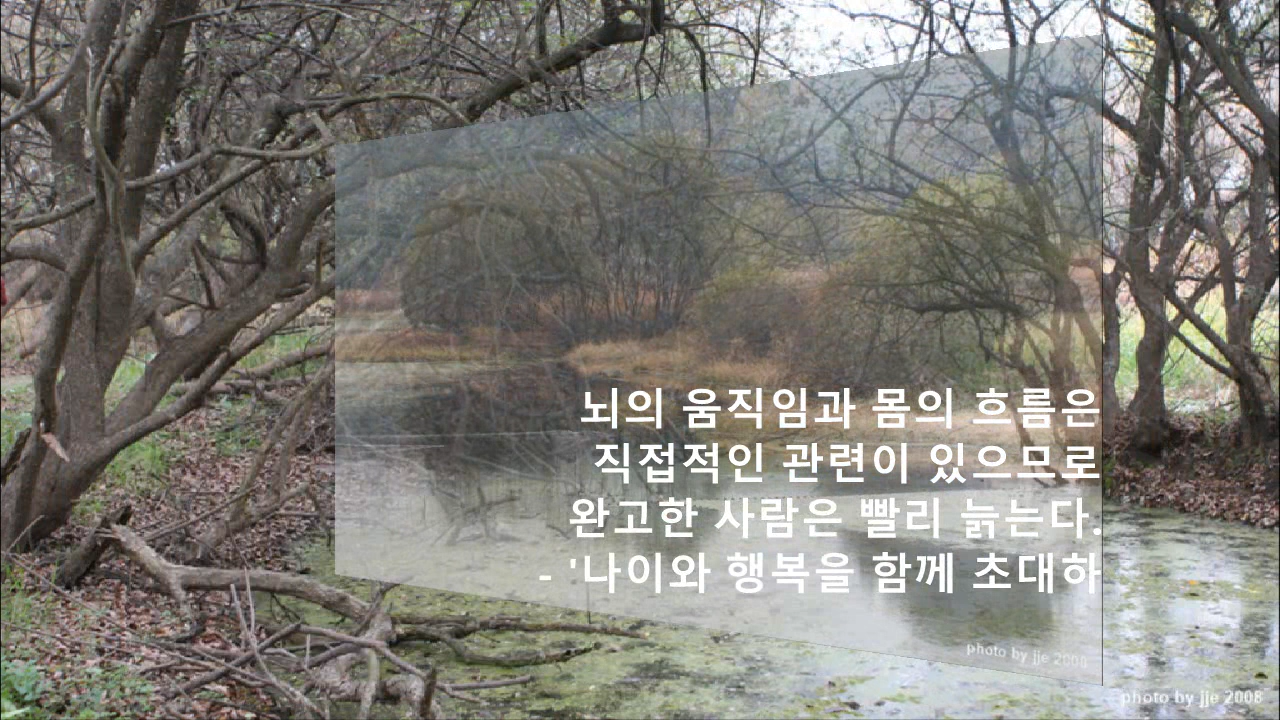 뇌의 움직임과 몸의 흐름은
직접적인 관련이 있으므로
완고한 사람은 빨리 늙는다.
- '나이와 행복을 함께 초대하
photo by jje 2008
photo by jje 2008